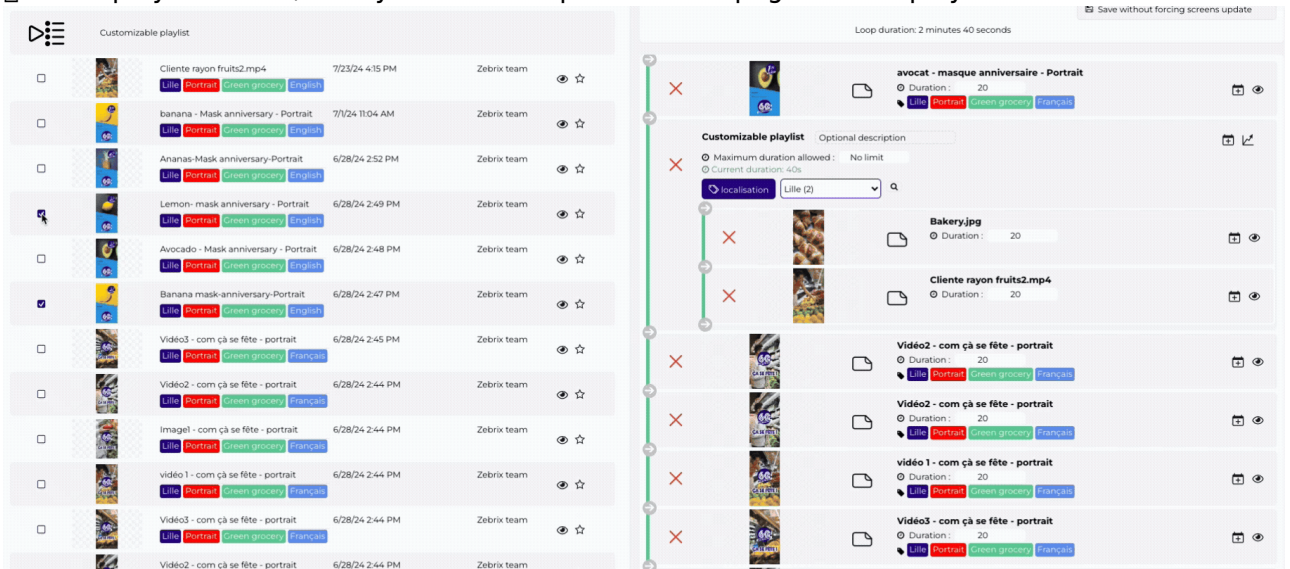 Customizable playlist
Cliente rayon fruits2.mp4 7/23/24 4:15 PM Zebrix team
Lille Portrait Green grocery English
banana - Mask anniversary - Portrait 7/1/24 11:04 AM Zebrix team
Lille Portrait Green grocery English
Ananas-Mask anniversary-Portrait 6/28/24 2:52 PM Zebrix team
Lille Portrait Green grocery English
Lemon- mask anniversary - Portrait 6/28/24 2:49 PM Zebrix team
Lille Portrait Green grocery English
Avocado - Mask anniversary - Portrait 6/28/24 2:48 PM Zebrix team
Lille Portrait Green grocery English
Banana mask-anniversary-Portrait 6/28/24 2:47 PM Zebrix team
Lille Portrait Green grocery English
Vidéo3 - com çà se fête - portrait 6/28/24 2:45 PM Zebrix team
Lille Portrait Green grocery Français
Vidéo2 - com çà se fête - portrait 6/28/24 2:44 PM Zebrix team
Lille Portrait Green grocery Français
Image1 - com çà se fête - portrait 6/28/24 2:44 PM Zebrix team
Lille Portrait Green grocery Français
vidéo 1 - com çà se fête - portrait 6/28/24 2:44 PM Zebrix team
Lille Portrait Green grocery Français
Vidéo3 - com çà se fête - portrait 6/28/24 2:44 PM Zebrix team
Lille Portrait Green grocery Français
Vidéo2 - com çà se fête - portrait 6/28/24 2:44 PM Zebrix team
Save without forcing screens update
Loop duration: 2 minutes 40 seconds
avocat - masque anniversaire - Portrait
Duration : 20
Lille Portrait Green grocery Français
Customizable playlist Optional description
Maximum duration allowed : No limit
Current duration: 40s
localisation Lille (2)
Bakery.jpg
Duration : 20
Cliente rayon fruits2.mp4
Duration : 20
Vidéo2 - com çà se fête - portrait
Duration : 20
Lille Portrait Green grocery Français
Vidéo2 - com çà se fête - portrait
Duration : 20
Lille Portrait Green grocery Français
vidéo 1 - com çà se fête - portrait
Duration : 20
Lille Portrait Green grocery Français
Vidéo3 - com çà se fête - portrait
Duration : 20
Lille Portrait Green grocery Français